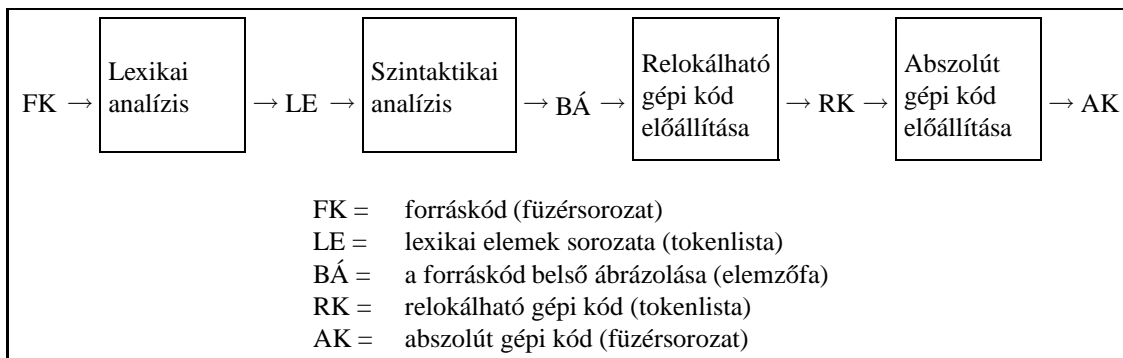 FK → Lexikai analízis → LE → Szintaktikai analízis → BÁ → Relokálható gépi kód előállítása → RK → Abszolút gépi kód előállítása → AK
FK = forráskód (füzérsorozat)
LE = lexikai elemek sorozata (tokenlista)
BÁ = a forráskód belső ábrázolása (elemzőfa)
RK = relokálható gépi kód (tokenlista)
AK = abszolút gépi kód (füzérsorozat)